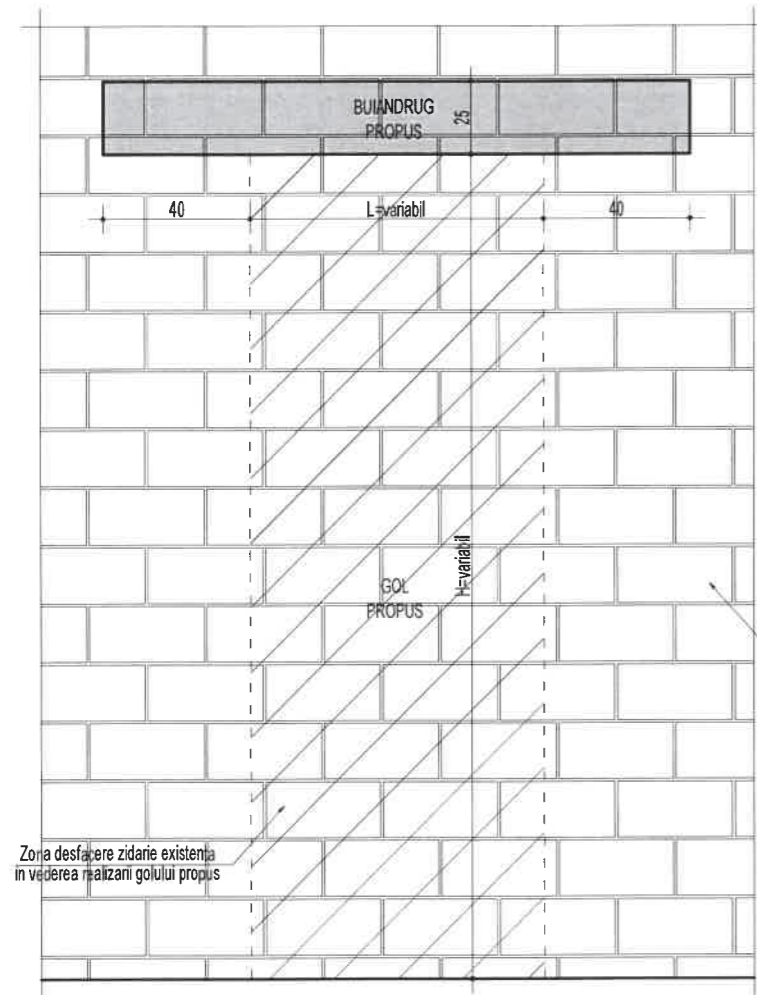 BUIANDRUG
PROPUS
25
40
L=variabil
40
H=variabil
GOL
PROPUS
Zona desfacere zidarie existenta
in vederea realizarii golului propus